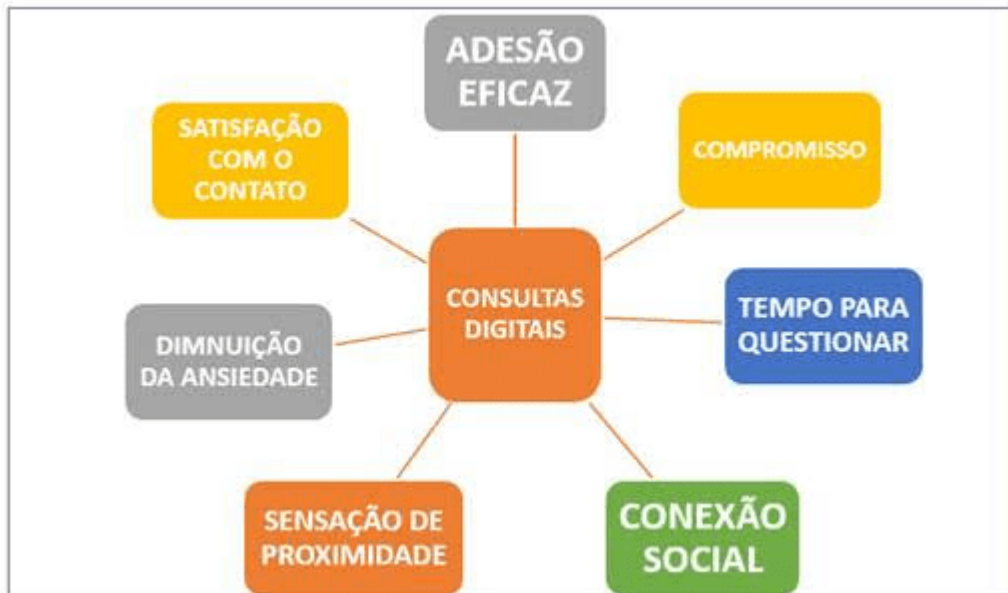 ADESÃO
EFICAZ
SATISFAÇÃO
COM O
CONTATO
COMPROMISSO
CONSULTAS
DIGITAIS
TEMPO PARA
QUESTIONAR
DIMNUIÇÃO
DA ANSIEDADE
SENSAÇÃO DE
PROXIMIDADE
CONEXÃO
SOCIAL